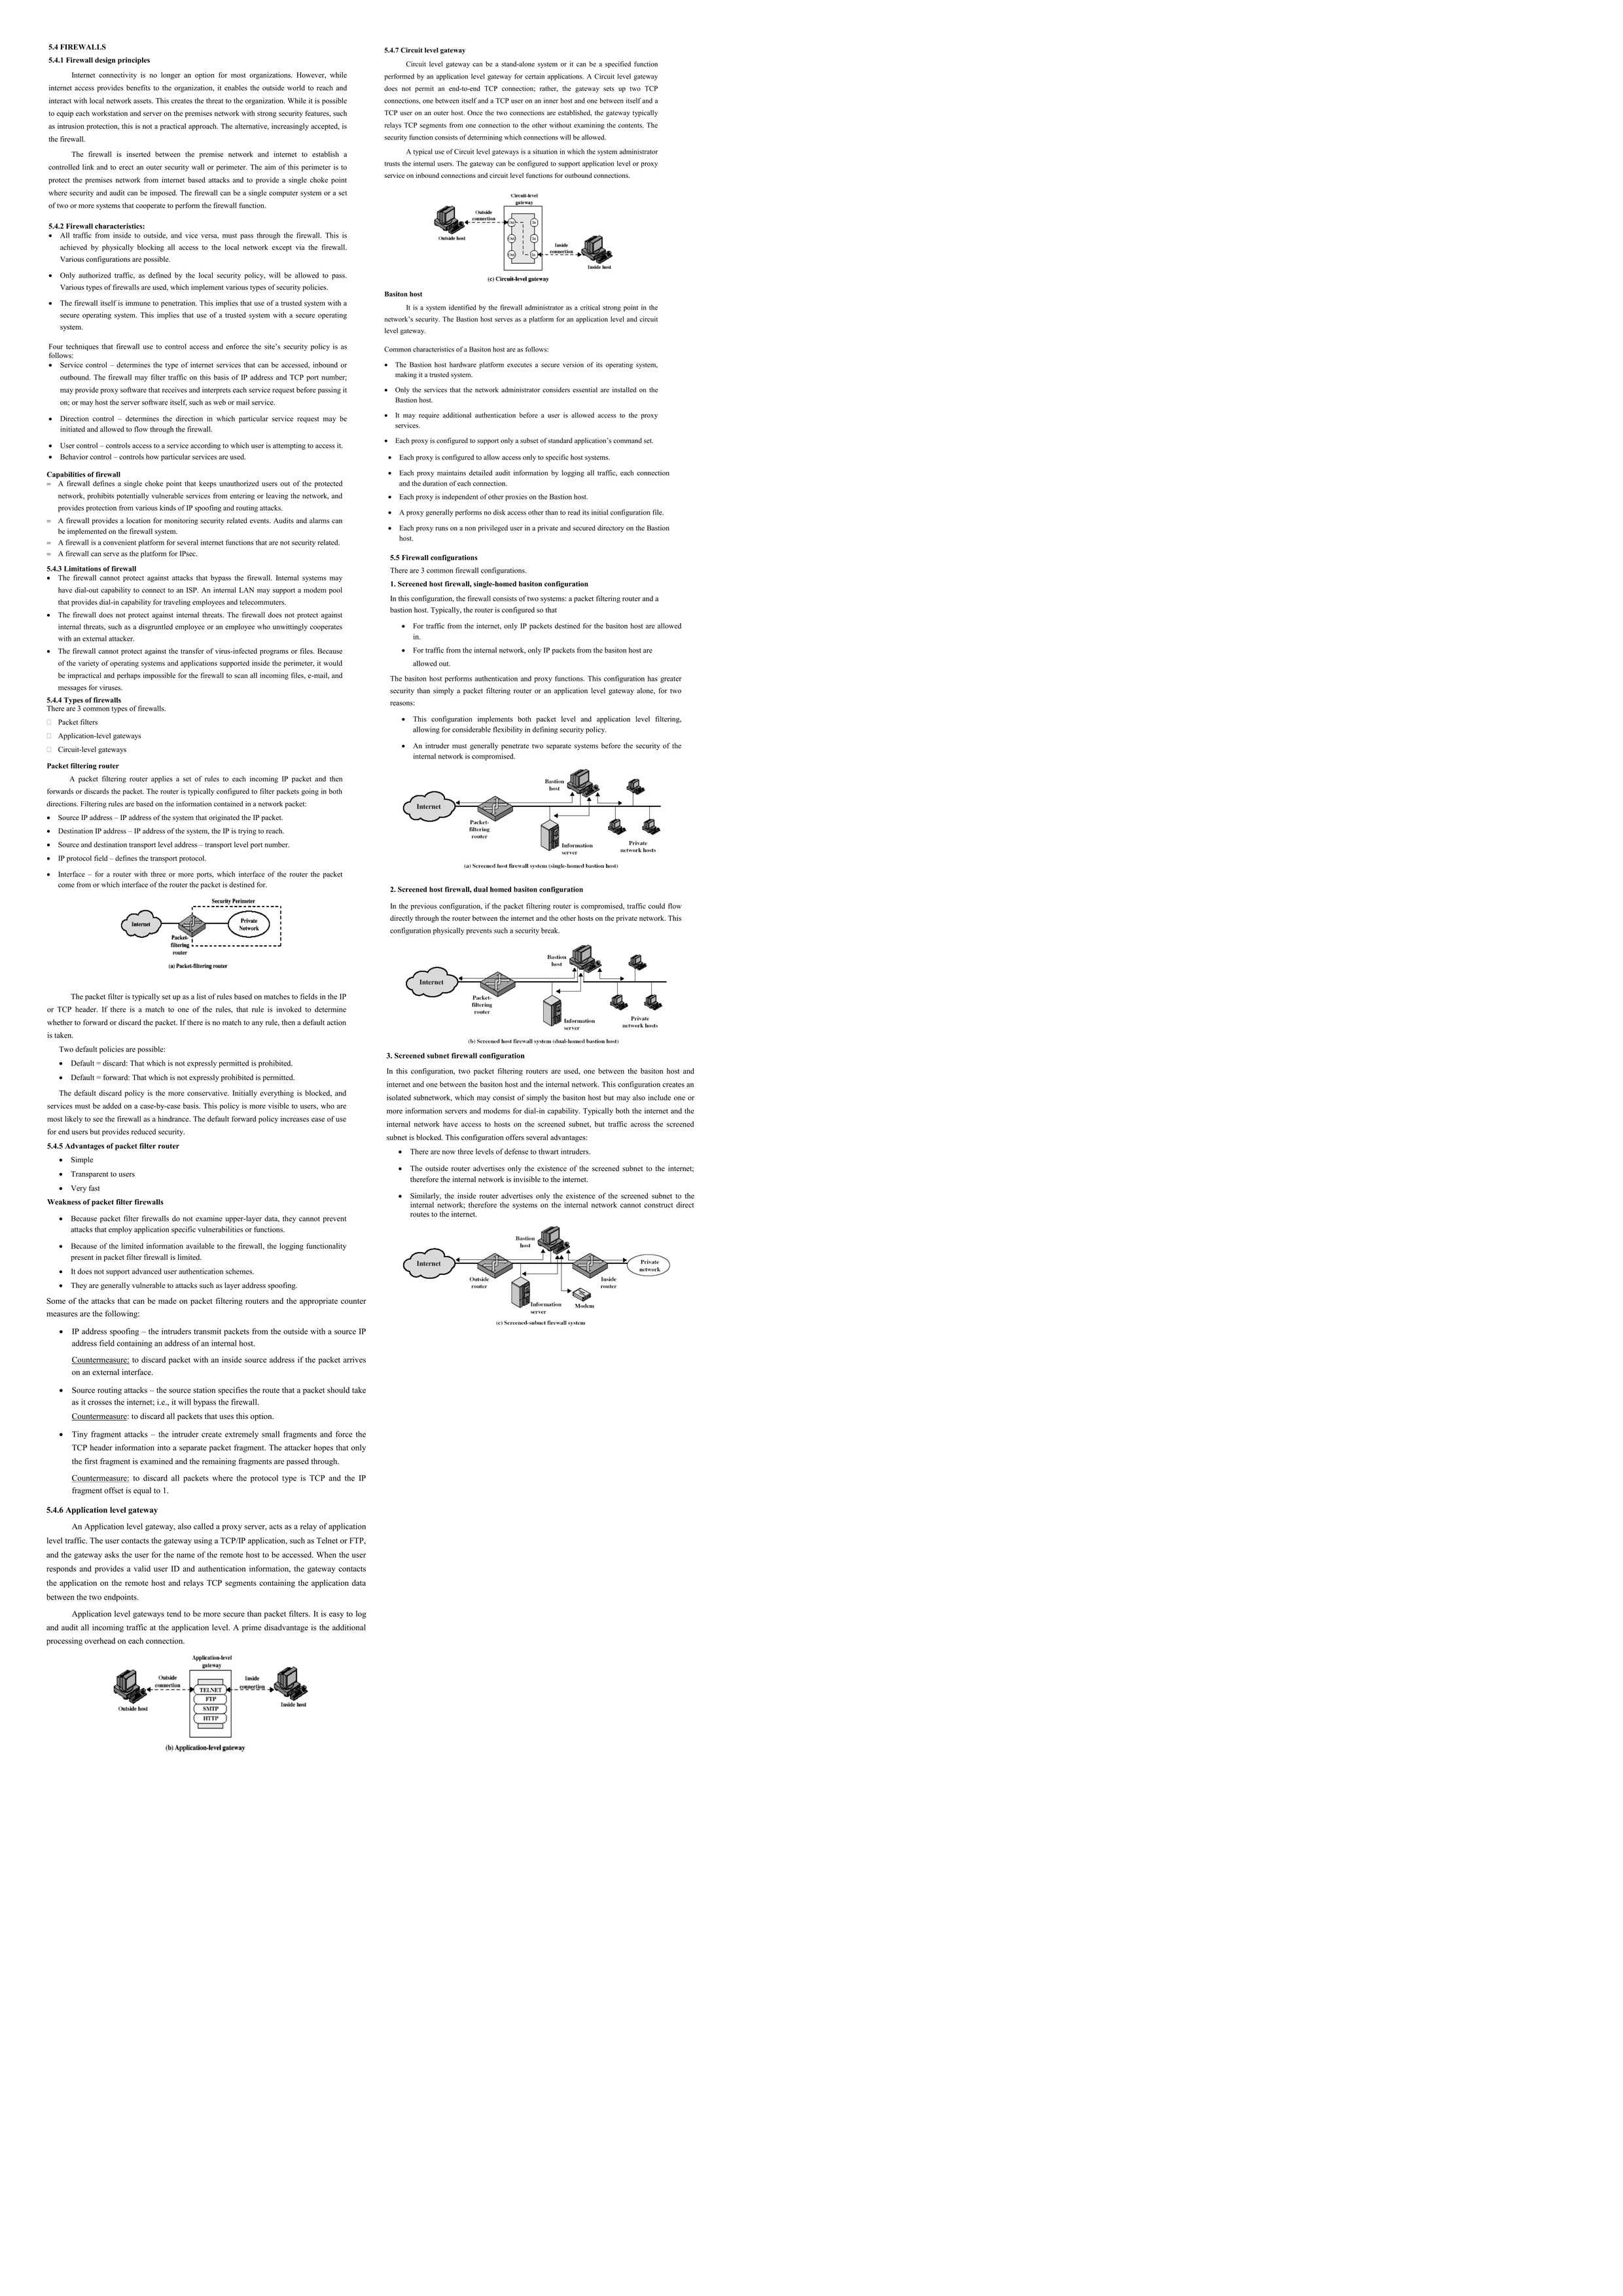 5.4 FIREWALLS
5.4.1 Firewall design principles
Internet connectivity is no longer an option for most organizations. However, while
internet access provides benefits to the organization, it enables the outside world to reach and
interact with local network assets. This creates the threat to the organization. While it is possible
to equip each workstation and server on the premises network with strong security features, such
as intrusion protection, this is not a practical approach. The alternative, increasingly accepted, is
the firewall.
The firewall is inserted between the premise network and internet to establish a
controlled link and to erect an outer security wall or perimeter. The aim of this perimeter is to
protect the premises network from internet based attacks and to provide a single choke point
where security and audit can be imposed. The firewall can be a single computer system or a set
of two or more systems that cooperate to perform the firewall function.
5.4.2 Firewall characteristics:
• All traffic from inside to outside, and vice versa, must pass through the firewall. This is
achieved by physically blocking all access to the local network except via the firewall.
Various configurations are possible.
• Only authorized traffic, as defined by the local security policy, will be allowed to pass.
Various types of firewalls are used, which implement various types of security policies.
• The firewall itself is immune to penetration. This implies that use of a trusted system with a
secure operating system. This implies that use of a trusted system with a secure operating
system.
Four techniques that firewall use to control access and enforce the site's security policy is as
follows:
• Service control – determines the type of internet services that can be accessed, inbound or
outbound. The firewall may filter traffic on this basis of IP address and TCP port number;
may provide proxy software that receives and interprets each service request before passing it
on; or may host the server software itself, such as web or mail service.
• Direction control – determines the direction in which particular service request may be
initiated and allowed to flow through the firewall.
• User control – controls access to a service according to which user is attempting to access it.
• Behavior control – controls how particular services are used.
Capabilities of firewall
∞ A firewall defines a single choke point that keeps unauthorized users out of the protected
network, prohibits potentially vulnerable services from entering or leaving the network, and
provides protection from various kinds of IP spoofing and routing attacks.
∞ A firewall provides a location for monitoring security related events. Audits and alarms can
be implemented on the firewall system.
∞ A firewall is a convenient platform for several internet functions that are not security related.
∞ A firewall can serve as the platform for IPsec.
5.4.3 Limitations of firewall
• The firewall cannot protect against attacks that bypass the firewall. Internal systems may
have dial-out capability to connect to an ISP. An internal LAN may support a modem pool
that provides dial-in capability for traveling employees and telecommuters.
• The firewall does not protect against internal threats. The firewall does not protect against
internal threats, such as a disgruntled employee or an employee who unwittingly cooperates
with an external attacker.
• The firewall cannot protect against the transfer of virus-infected programs or files. Because
of the variety of operating systems and applications supported inside the perimeter, it would
be impractical and perhaps impossible for the firewall to scan all incoming files, e-mail, and
messages for viruses.
5.4.4 Types of firewalls
There are 3 common types of firewalls.
Packet filters
Application-level gateways
Circuit-level gateways
Packet filtering router
A packet filtering router applies a set of rules to each incoming IP packet and then
forwards or discards the packet. The router is typically configured to filter packets going in both
directions. Filtering rules are based on the information contained in a network packet:
• Source IP address – IP address of the system that originated the IP packet.
• Destination IP address – IP address of the system, the IP is trying to reach.
• Source and destination transport level address – transport level port number.
• IP protocol field – defines the transport protocol.
• Interface – for a router with three or more ports, which interface of the router the packet
come from or which interface of the router the packet is destined for.
Security Perimeter
Internet
Private
Network
Packet-
filtering
router
(a) Packet-filtering router
The packet filter is typically set up as a list of rules based on matches to fields in the IP
or TCP header. If there is a match to one of the rules, that rule is invoked to determine
whether to forward or discard the packet. If there is no match to any rule, then a default action
is taken.
Two default policies are possible:
• Default = discard: That which is not expressly permitted is prohibited.
• Default = forward: That which is not expressly prohibited is permitted.
The default discard policy is the more conservative. Initially everything is blocked, and
services must be added on a case-by-case basis. This policy is more visible to users, who are
most likely to see the firewall as a hindrance. The default forward policy increases ease of use
for end users but provides reduced security.
5.4.5 Advantages of packet filter router
• Simple
• Transparent to users
• Very fast
Weakness of packet filter firewalls
• Because packet filter firewalls do not examine upper-layer data, they cannot prevent
attacks that employ application specific vulnerabilities or functions.
• Because of the limited information available to the firewall, the logging functionality
present in packet filter firewall is limited.
• It does not support advanced user authentication schemes.
• They are generally vulnerable to attacks such as layer address spoofing.
Some of the attacks that can be made on packet filtering routers and the appropriate counter
measures are the following:
• IP address spoofing – the intruders transmit packets from the outside with a source IP
address field containing an address of an internal host.
Countermeasure: to discard packet with an inside source address if the packet arrives
on an external interface.
• Source routing attacks – the source station specifies the route that a packet should take
as it crosses the internet; i.e., it will bypass the firewall.
Countermeasure: to discard all packets that uses this option.
• Tiny fragment attacks – the intruder create extremely small fragments and force the
TCP header information into a separate packet fragment. The attacker hopes that only
the first fragment is examined and the remaining fragments are passed through.
Countermeasure: to discard all packets where the protocol type is TCP and the IP
fragment offset is equal to 1.
5.4.6 Application level gateway
An Application level gateway, also called a proxy server, acts as a relay of application
level traffic. The user contacts the gateway using a TCP/IP application, such as Telnet or FTP,
and the gateway asks the user for the name of the remote host to be accessed. When the user
responds and provides a valid user ID and authentication information, the gateway contacts
the application on the remote host and relays TCP segments containing the application data
between the two endpoints.
Application level gateways tend to be more secure than packet filters. It is easy to log
and audit all incoming traffic at the application level. A prime disadvantage is the additional
processing overhead on each connection.
Application-level
gateway
Outside
connection
Inside
connection
TELNET
FTP
SMTP
HTTP
Outside host
Inside host
(b) Application-level gateway
5.4.7 Circuit level gateway
Circuit level gateway can be a stand-alone system or it can be a specified function
performed by an application level gateway for certain applications. A Circuit level gateway
does not permit an end-to-end TCP connection; rather, the gateway sets up two TCP
connections, one between itself and a TCP user on an inner host and one between itself and a
TCP user on an outer host. Once the two connections are established, the gateway typically
relays TCP segments from one connection to the other without examining the contents. The
security function consists of determining which connections will be allowed.
A typical use of Circuit level gateways is a situation in which the system administrator
trusts the internal users. The gateway can be configured to support application level or proxy
service on inbound connections and circuit level functions for outbound connections.
Circuit-level
gateway
Outside
connection
Out
In
Outside host
Out
In
Inside
connection
Out
In
Inside host
(c) Circuit-level gateway
Basiton host
It is a system identified by the firewall administrator as a critical strong point in the
network's security. The Bastion host serves as a platform for an application level and circuit
level gateway.
Common characteristics of a Basiton host are as follows:
• The Bastion host hardware platform executes a secure version of its operating system,
making it a trusted system.
• Only the services that the network administrator considers essential are installed on the
Bastion host.
• It may require additional authentication before a user is allowed access to the proxy
services.
• Each proxy is configured to support only a subset of standard application's command set.
• Each proxy is configured to allow access only to specific host systems.
• Each proxy maintains detailed audit information by logging all traffic, each connection
and the duration of each connection.
• Each proxy is independent of other proxies on the Bastion host.
• A proxy generally performs no disk access other than to read its initial configuration file.
• Each proxy runs on a non privileged user in a private and secured directory on the Bastion
host.
5.5 Firewall configurations
There are 3 common firewall configurations.
1. Screened host firewall, single-homed basiton configuration
In this configuration, the firewall consists of two systems: a packet filtering router and a
bastion host. Typically, the router is configured so that
• For traffic from the internet, only IP packets destined for the basiton host are allowed
in.
• For traffic from the internal network, only IP packets from the basiton host are
allowed out.
The basiton host performs authentication and proxy functions. This configuration has greater
security than simply a packet filtering router or an application level gateway alone, for two
reasons:
• This configuration implements both packet level and application level filtering,
allowing for considerable flexibility in defining security policy.
• An intruder must generally penetrate two separate systems before the security of the
internal network is compromised.
Bastion
host
Internet
Packet-
filtering
router
Information
server
Private
network hosts
(a) Screened host firewall system (single-homed bastion host)
2. Screened host firewall, dual homed basiton configuration
In the previous configuration, if the packet filtering router is compromised, traffic could flow
directly through the router between the internet and the other hosts on the private network. This
configuration physically prevents such a security break.
Bastion
host
Internet
Packet-
filtering
router
Information
server
Private
network hosts
(b) Screened host firewall system (dual-homed bastion host)
3. Screened subnet firewall configuration
In this configuration, two packet filtering routers are used, one between the basiton host and
internet and one between the basiton host and the internal network. This configuration creates an
isolated subnetwork, which may consist of simply the basiton host but may also include one or
more information servers and modems for dial-in capability. Typically both the internet and the
internal network have access to hosts on the screened subnet, but traffic across the screened
subnet is blocked. This configuration offers several advantages:
• There are now three levels of defense to thwart intruders.
• The outside router advertises only the existence of the screened subnet to the internet;
therefore the internal network is invisible to the internet.
• Similarly, the inside router advertises only the existence of the screened subnet to the
internal network; therefore the systems on the internal network cannot construct direct
routes to the internet.
Bastion
host
Internet
Private
network
Outside
router
Inside
router
Information
server
Modem
(c) Screened-subnet firewall system